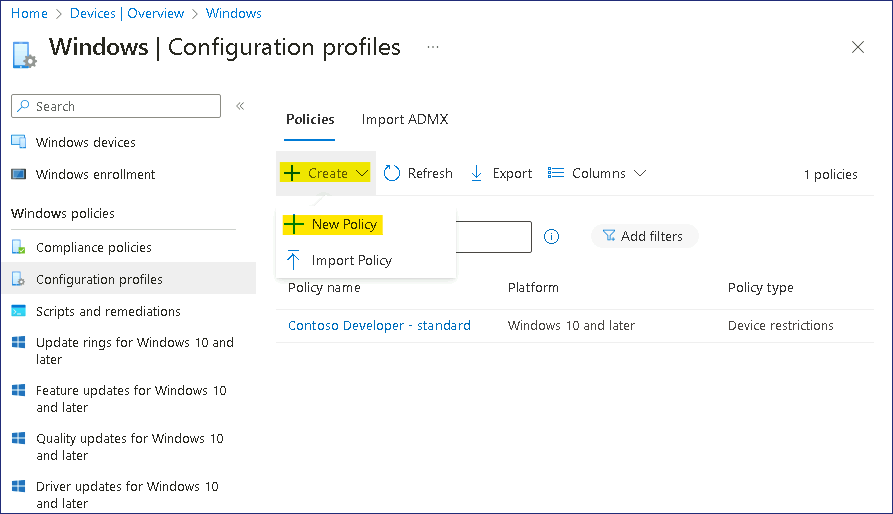 Home > Devices | Overview > Windows
Windows | Configuration profiles ...
Search «
Windows devices
Windows enrollment
Windows policies
Compliance policies
Configuration profiles
Scripts and remediations
Update rings for Windows 10 and
later
Feature updates for Windows 10
and later
Quality updates for Windows 10
and later
Driver updates for Windows 10
and later
Policies Import ADMX
Create Refresh Export Columns 1 policies
New Policy
Import Policy
Add filters
Policy name Platform Policy type
Contoso Developer - standard Windows 10 and later Device restrictions